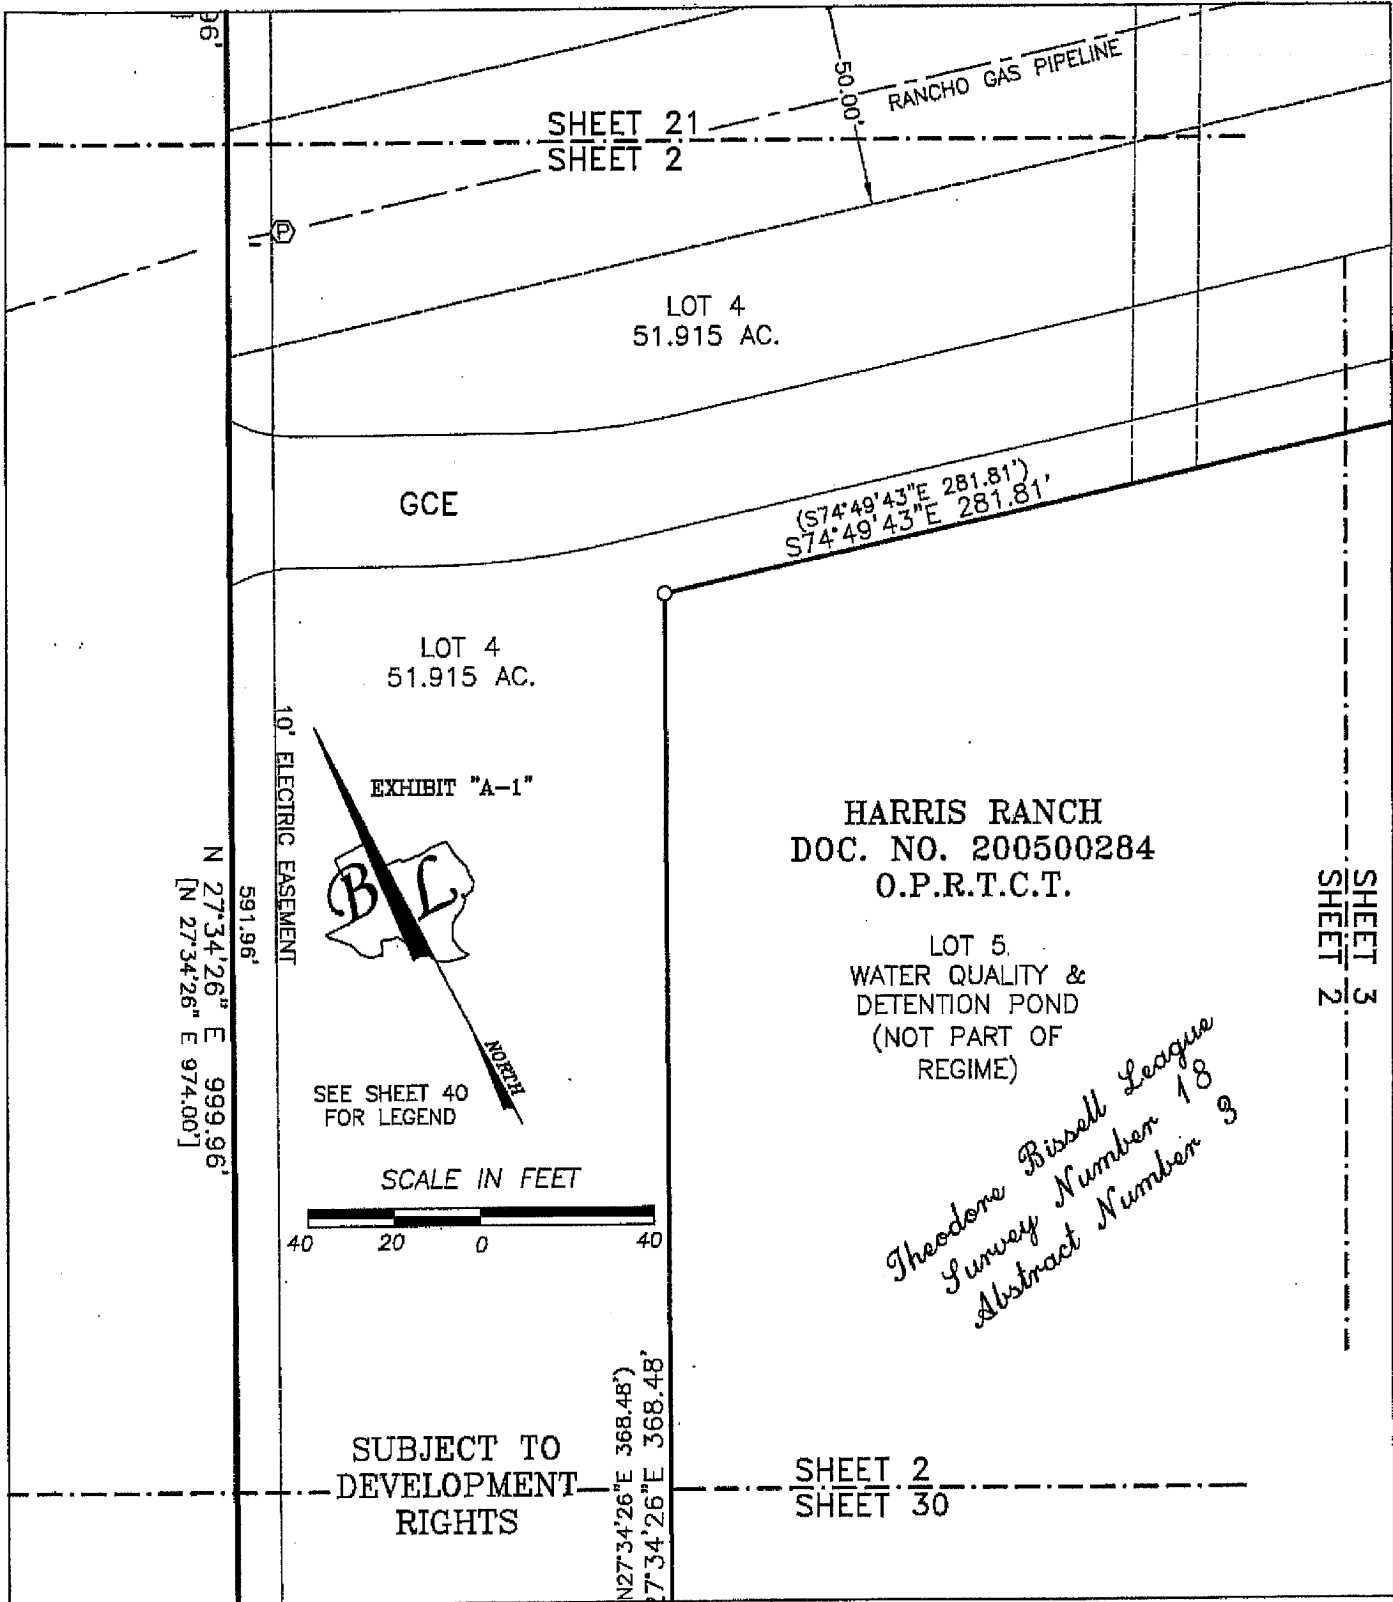 96'
50.00'
RANCHO GAS PIPELINE
SHEET 21
SHEET 2
P
LOT 4
51.915 AC.
GCE
(S74°49'43"E 281.81')
S74°49'43"E 281.81'
LOT 4
51.915 AC.
10' ELECTRIC EASEMENT
EXHIBIT "A-1"
B L
NORTH
591.96'
N 27°34'26" E 999.96'
[N 27°34'26" E 974.00']
SEE SHEET 40
FOR LEGEND
SCALE IN FEET
40 20 0 40
HARRIS RANCH
DOC. NO. 200500284
O.P.R.T.C.T.
LOT 5
WATER QUALITY &
DETENTION POND
(NOT PART OF
REGIME)
SHEET 3
SHEET 2
Theodore Bissell League
Survey Number 18
Abstract Number 3
SUBJECT TO
DEVELOPMENT
RIGHTS
N27°34'26"E 368.48')
27°34'26"E 368.48'
SHEET 2
SHEET 30